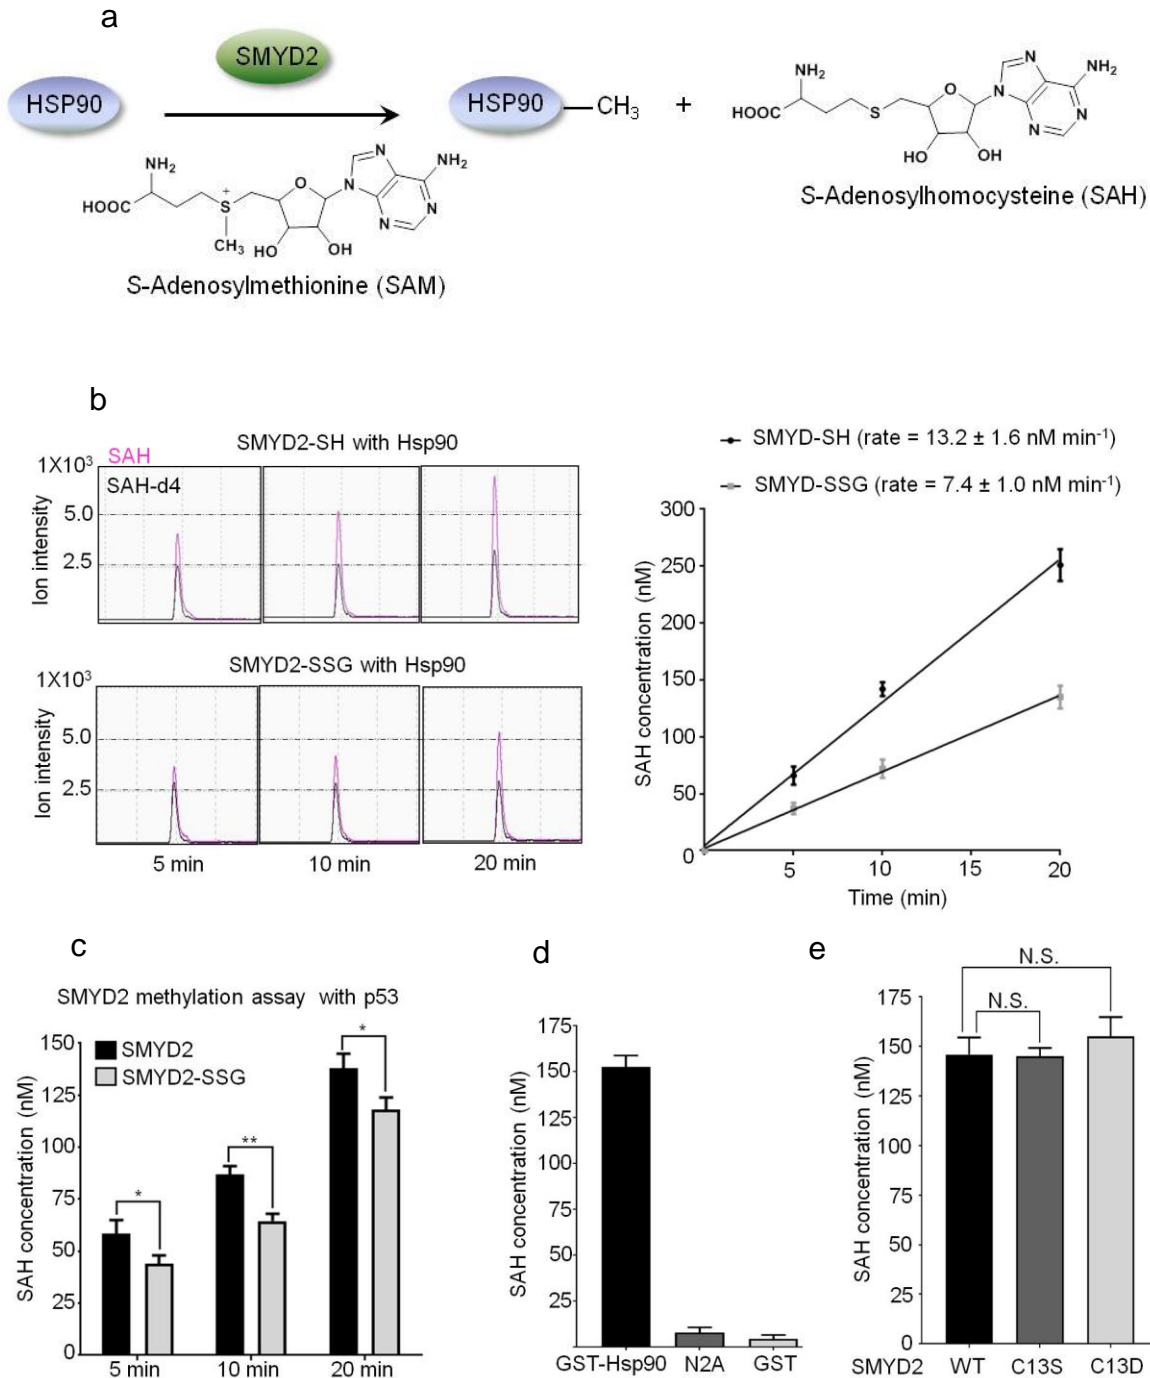 a
SMYD2
HSP90
HSP90
CH₃
+
NH₂
HOOC
S
+
CH₃
O
HO
OH
N
N
N
N
NH₂
S-Adenosylmethionine (SAM)
NH₂
HOOC
S
O
HO
OH
N
N
N
N
NH₂
S-Adenosylhomocysteine (SAH)
b
SMYD2-SH with Hsp90
1X10³
SAH
SAH-d4
5.0
2.5
Ion intensity
SMYD2-SSG with Hsp90
1X10³
5.0
2.5
Ion intensity
5 min
10 min
20 min
SMYD-SH (rate = 13.2 ± 1.6 nM min⁻¹)
SMYD-SSG (rate = 7.4 ± 1.0 nM min⁻¹)
300
250
200
150
100
50
0
SAH concentration (nM)
5
10
15
20
Time (min)
c
SMYD2 methylation assay with p53
SMYD2
SMYD2-SSG
150
125
100
75
50
25
0
SAH concentration (nM)
*
**
*
5 min
10 min
20 min
d
175
150
125
100
75
50
25
SAH concentration (nM)
GST-Hsp90
N2A
GST
e
N.S.
N.S.
175
150
125
100
75
50
25
0
SAH concentration (nM)
SMYD2
WT
C13S
C13D